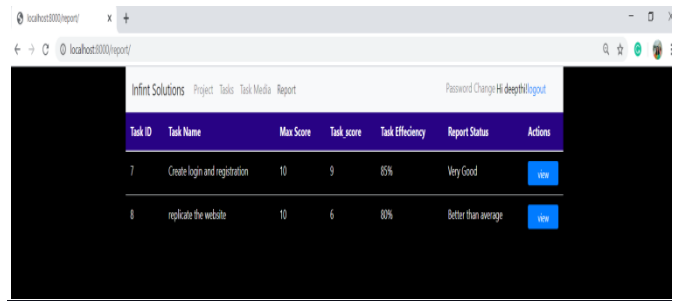 localhost:8000/report/
localhost:8000/report/
Infint Solutions Project Tasks Task Media Report Password Change Hi deepthi!logout
Task ID Task Name Max Score Task_score Task Effeciency Report Status Actions
7 Create login and registration 10 9 85% Very Good view
8 replicate the website 10 6 80% Better than average view